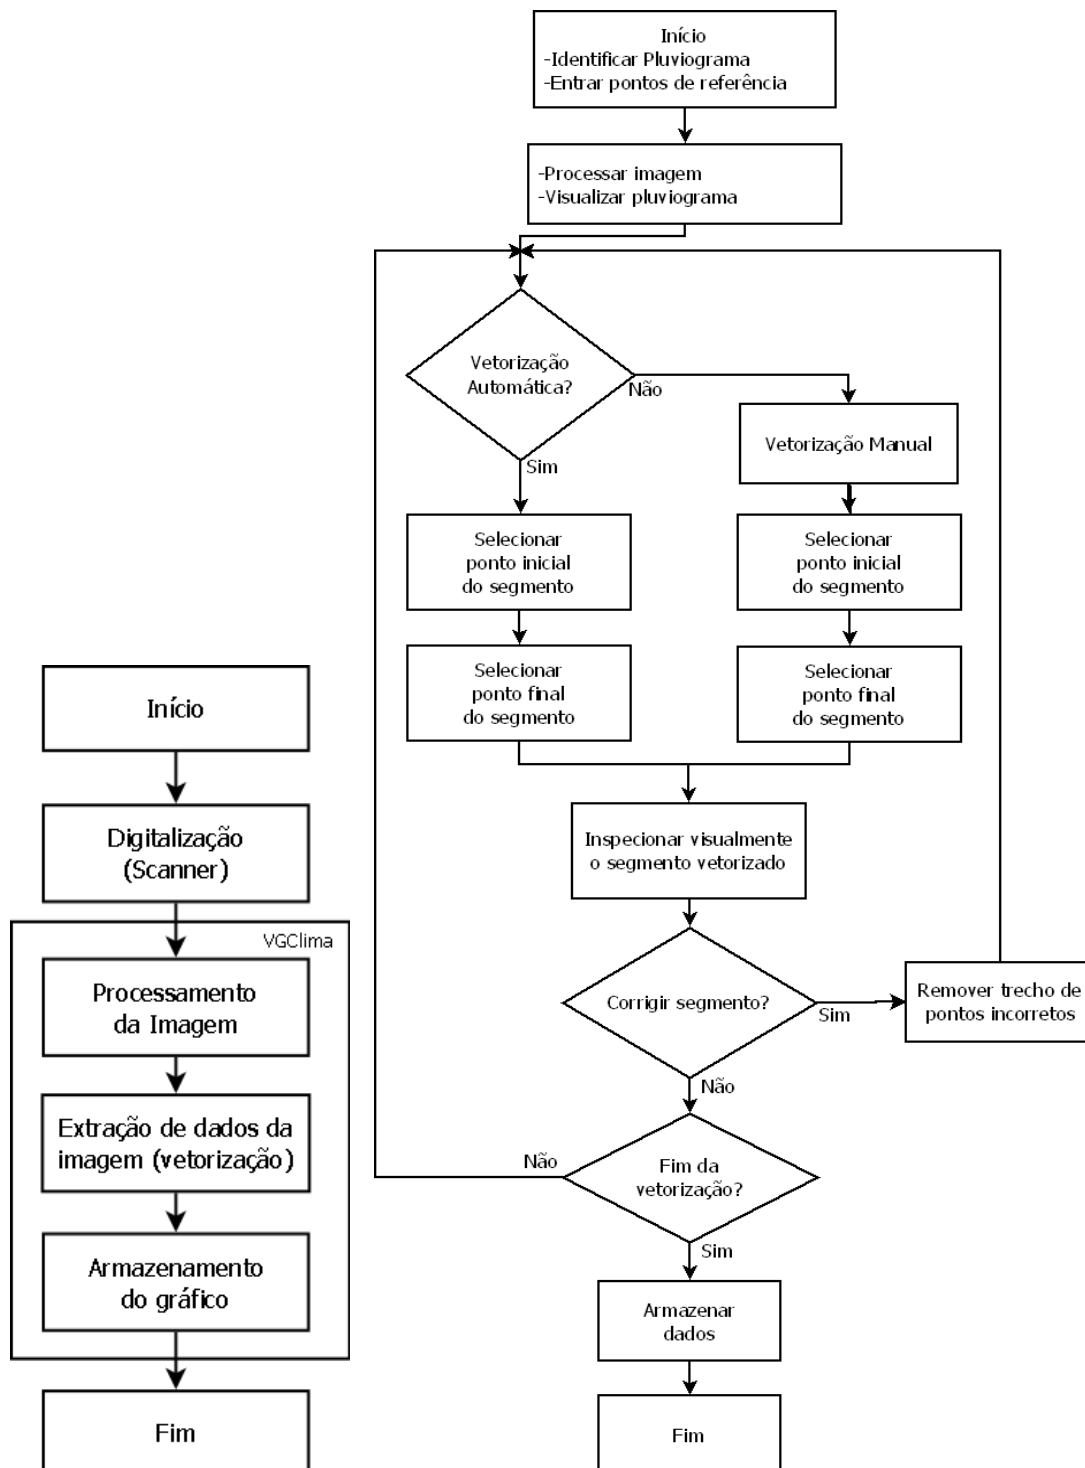 Início
Digitalização
(Scanner)
VGClima
Processamento
da Imagem
Extração de dados da
imagem (vetorização)
Armazenamento
do gráfico
Fim
Início
-Identificar Pluviograma
-Entrar pontos de referência
-Processar imagem
-Visualizar pluviograma
Vetorização
Automática?
Não
Sim
Vetorização Manual
Selecionar
ponto inicial
do segmento
Selecionar
ponto inicial
do segmento
Selecionar
ponto final
do segmento
Selecionar
ponto final
do segmento
Inspecionar visualmente
o segmento vetorizado
Corrigir segmento?
Sim
Remover trecho de
pontos incorretos
Não
Fim da
vetorização?
Não
Sim
Armazenar
dados
Fim